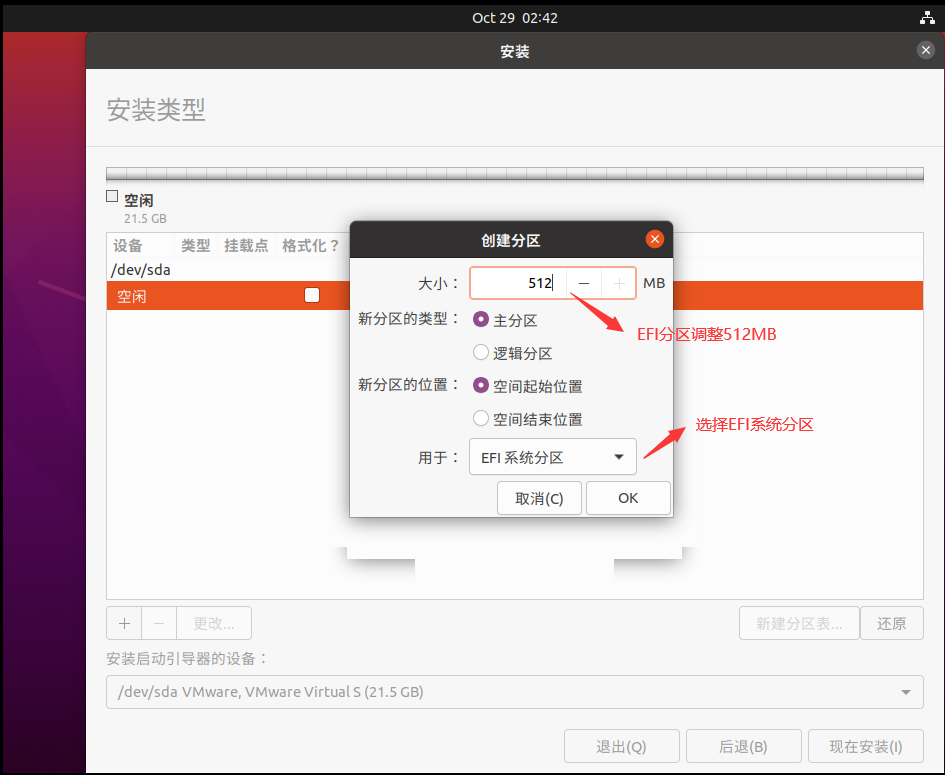 Oct 29 02:42
安装
安装类型
空闲
21.5 GB
设备 类型 挂载点 格式化？
/dev/sda
空闲
创建分区
大小： 512 MB
EFI分区调整512MB
新分区的类型： 主分区
逻辑分区
新分区的位置： 空间起始位置
空间结束位置
选择EFI系统分区
用于： EFI 系统分区
取消(C) OK
+ − 更改... 新建分区表... 还原
安装启动引导器的设备：
/dev/sda VMware, VMware Virtual S (21.5 GB)
退出(Q) 后退(B) 现在安装(I)